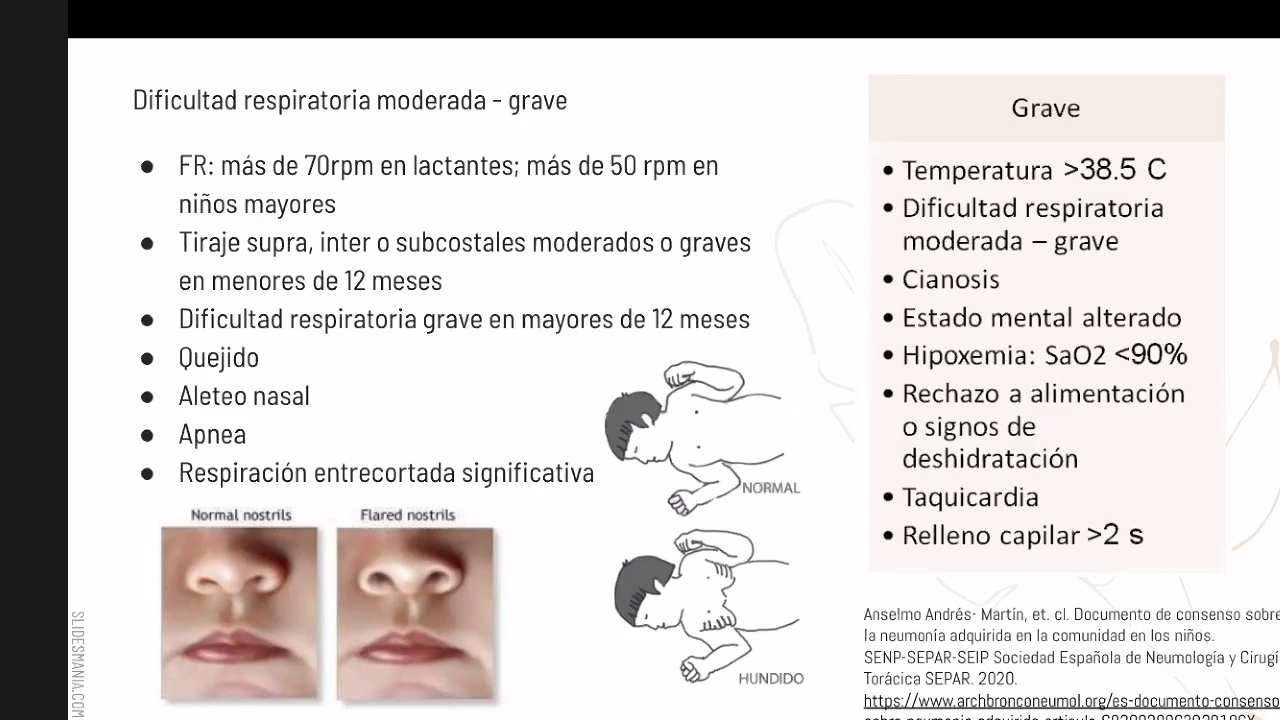 Dificultad respiratoria moderada - grave
● FR: más de 70rpm en lactantes; más de 50 rpm en
niños mayores
● Tiraje supra, inter o subcostales moderados o graves
en menores de 12 meses
● Dificultad respiratoria grave en mayores de 12 meses
● Quejido
● Aleteo nasal
● Apnea
● Respiración entrecortada significativa
NORMAL
Normal nostrils
Flared nostrils
HUNDIDO
SLIDESMANIA.COM
Grave
• Temperatura >38.5 C
• Dificultad respiratoria
moderada – grave
• Cianosis
• Estado mental alterado
• Hipoxemia: SaO2 <90%
• Rechazo a alimentación
o signos de
deshidratación
• Taquicardia
• Relleno capilar >2 s
Anselmo Andrés- Martín, et. cl. Documento de consenso sobre
la neumonía adquirida en la comunidad en los niños.
SENP-SEPAR-SEIP Sociedad Española de Neumología y Cirugí
Torácica SEPAR. 2020.
https://www.archbronconeumol.org/es-documento-consenso